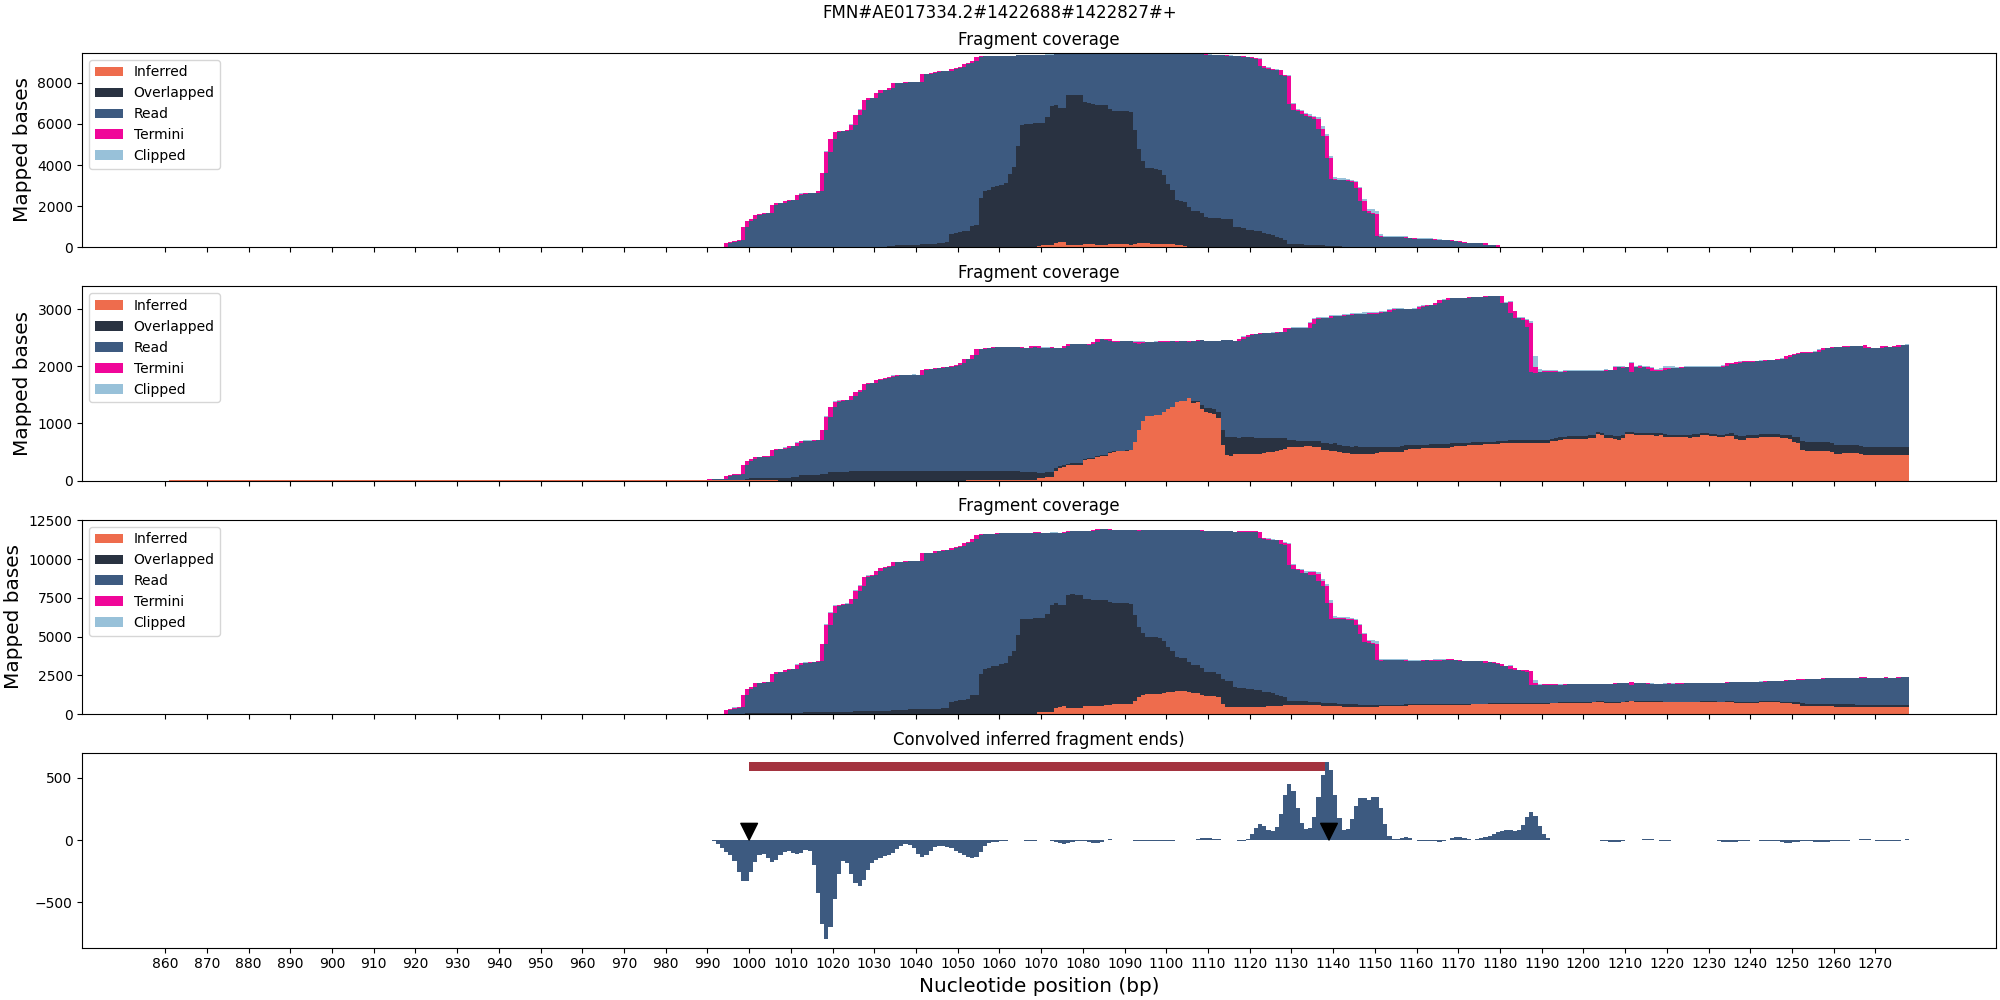 FMN#AE017334.2#1422688#1422827#+
Fragment coverage
Mapped bases
8000
6000
4000
2000
0
Inferred
Overlapped
Read
Termini
Clipped
Fragment coverage
Mapped bases
3000
2000
1000
0
Inferred
Overlapped
Read
Termini
Clipped
Fragment coverage
Mapped bases
12500
10000
7500
5000
2500
0
Inferred
Overlapped
Read
Termini
Clipped
Convolved inferred fragment ends)
500
0
−500
860 870 880 890 900 910 920 930 940 950 960 970 980 990 1000 1010 1020 1030 1040 1050 1060 1070 1080 1090 1100 1110 1120 1130 1140 1150 1160 1170 1180 1190 1200 1210 1220 1230 1240 1250 1260 1270
Nucleotide position (bp)